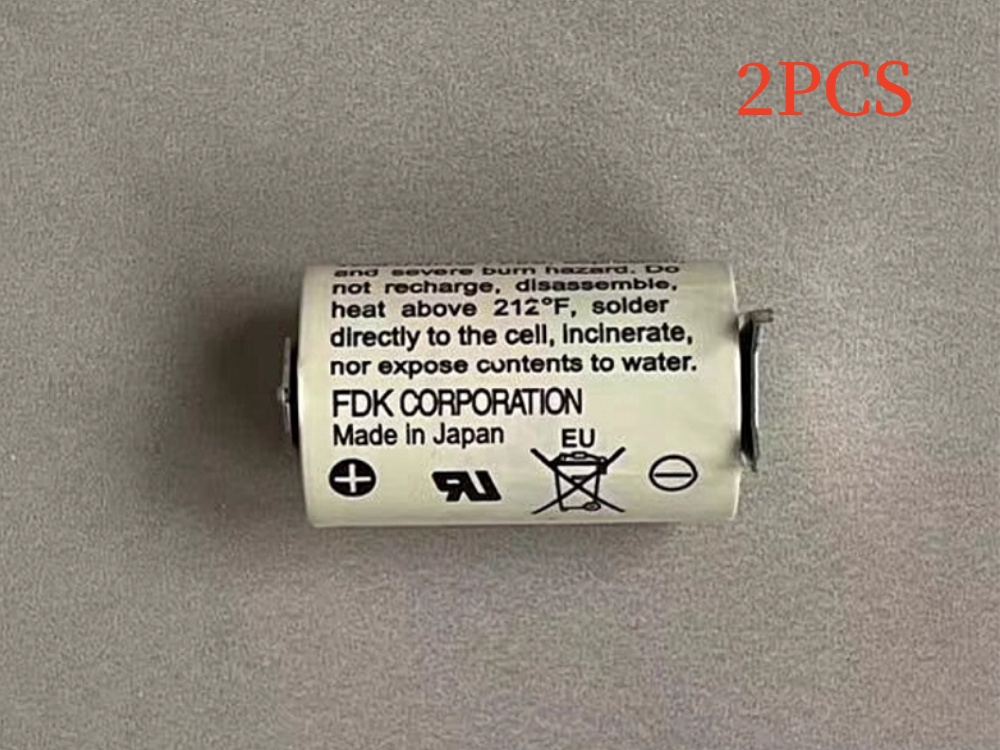 2PCS
and severe burn hazard. Do
not recharge, disassemble,
heat above 212°F, solder
directly to the cell, incinerate,
nor expose contents to water.
FDK CORPORATION
Made in Japan
EU